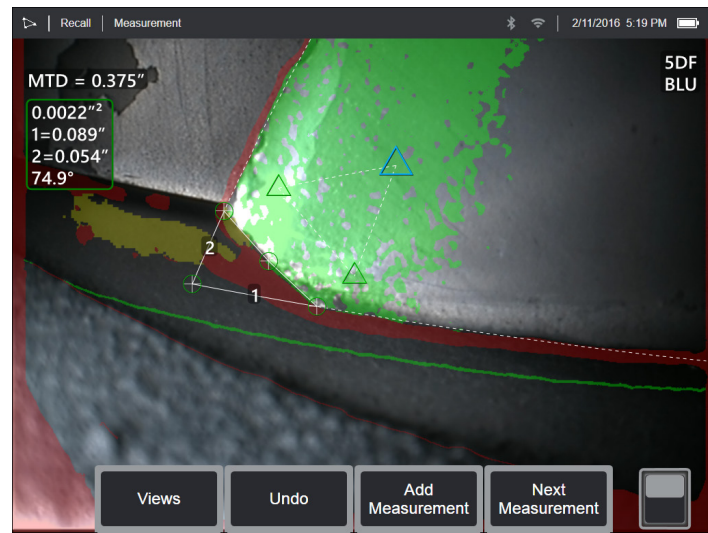 Recall
Measurement
2/11/2016 5:19 PM
MTD = 0.375"
5DF
BLU
0.0022"²
1=0.089"
2=0.054"
74.9°
2
1
Views
Undo
Add
Measurement
Next
Measurement